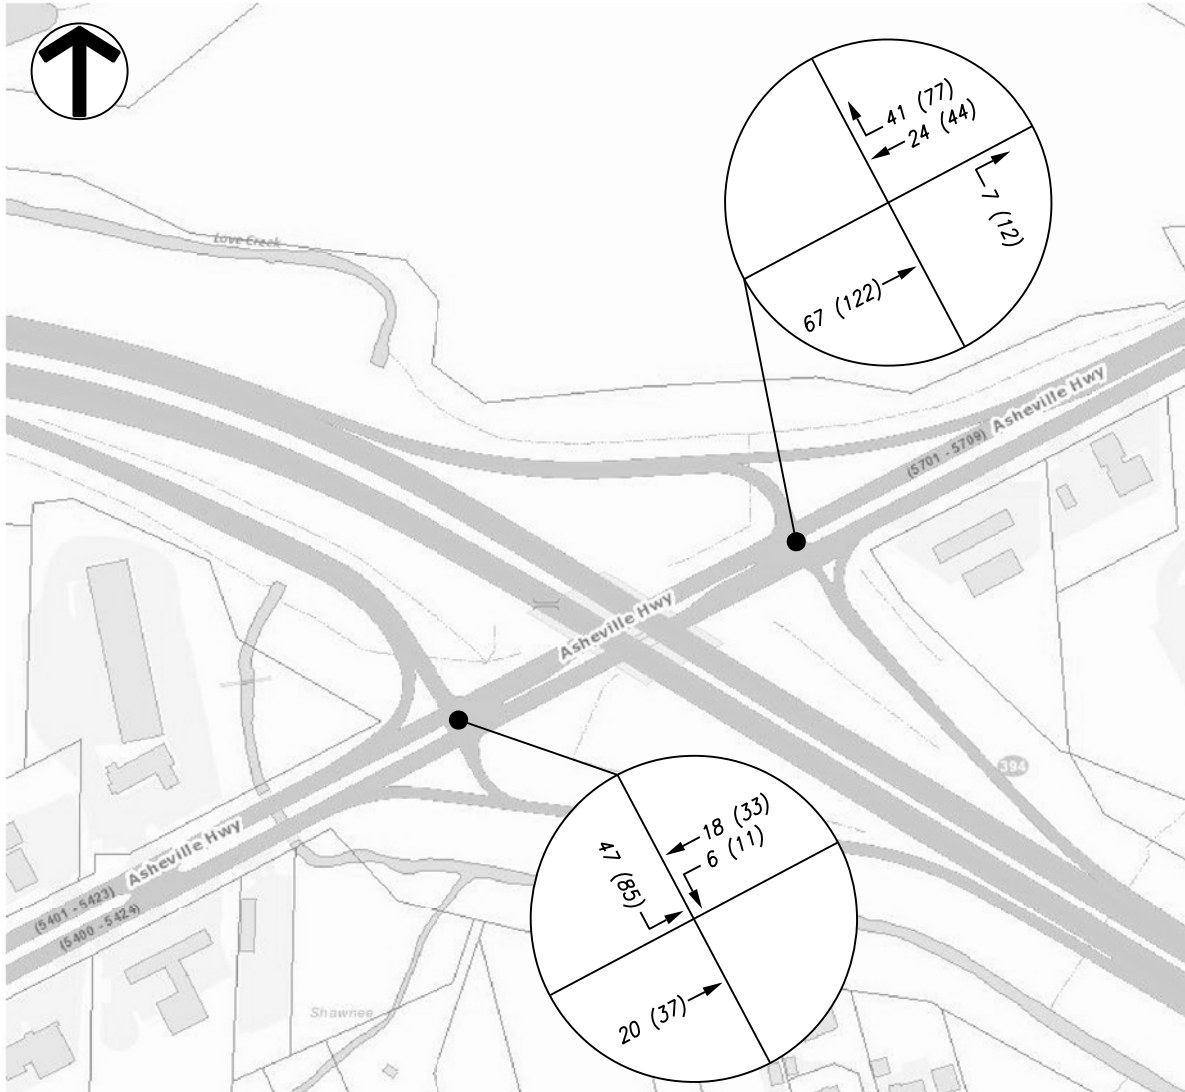 41 (77)
24 (44)
7 (12)
67 (122)
Love Creek
Asheville Hwy
(5701 - 5709)
Asheville Hwy
394
18 (33)
6 (11)
47 (85)
20 (37)
Asheville Hwy
(5401 - 5423)
(5400 - 5424)
Shawnee